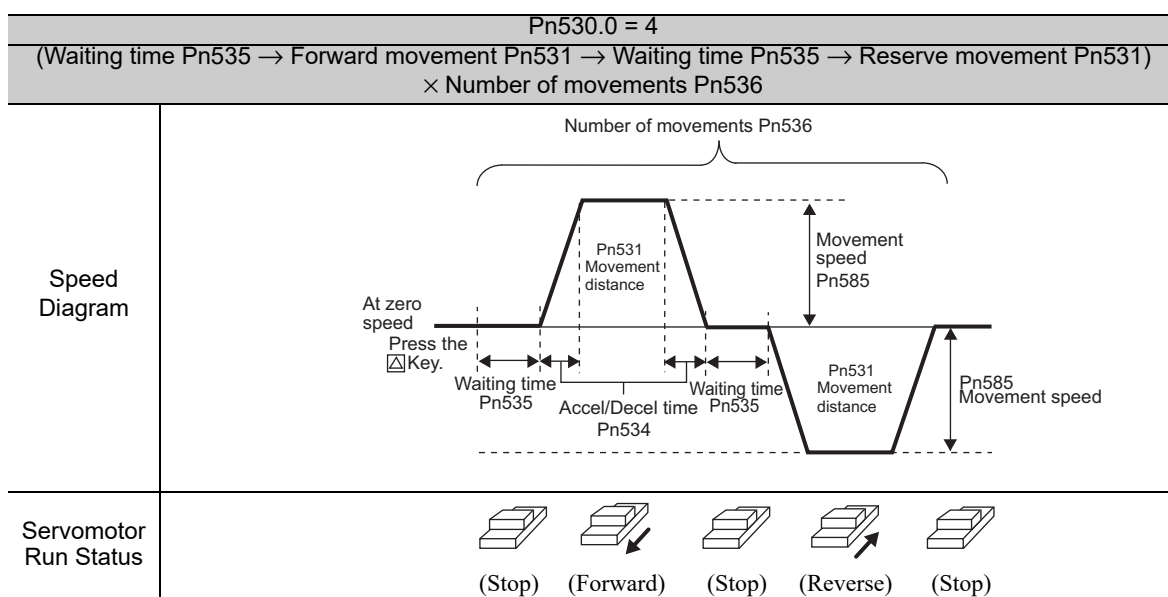 Pn530.0 = 4
(Waiting time Pn535 → Forward movement Pn531 → Waiting time Pn535 → Reserve movement Pn531)
× Number of movements Pn536
Speed
Diagram
Number of movements Pn536
Pn531
Movement
distance
Movement
speed
Pn585
At zero
speed
Press the
△ Key.
Waiting time
Pn535
Accel/Decel time
Pn534
Waiting time
Pn535
Pn531
Movement
distance
Pn585
Movement speed
Servomotor
Run Status
(Stop) (Forward) (Stop) (Reverse) (Stop)